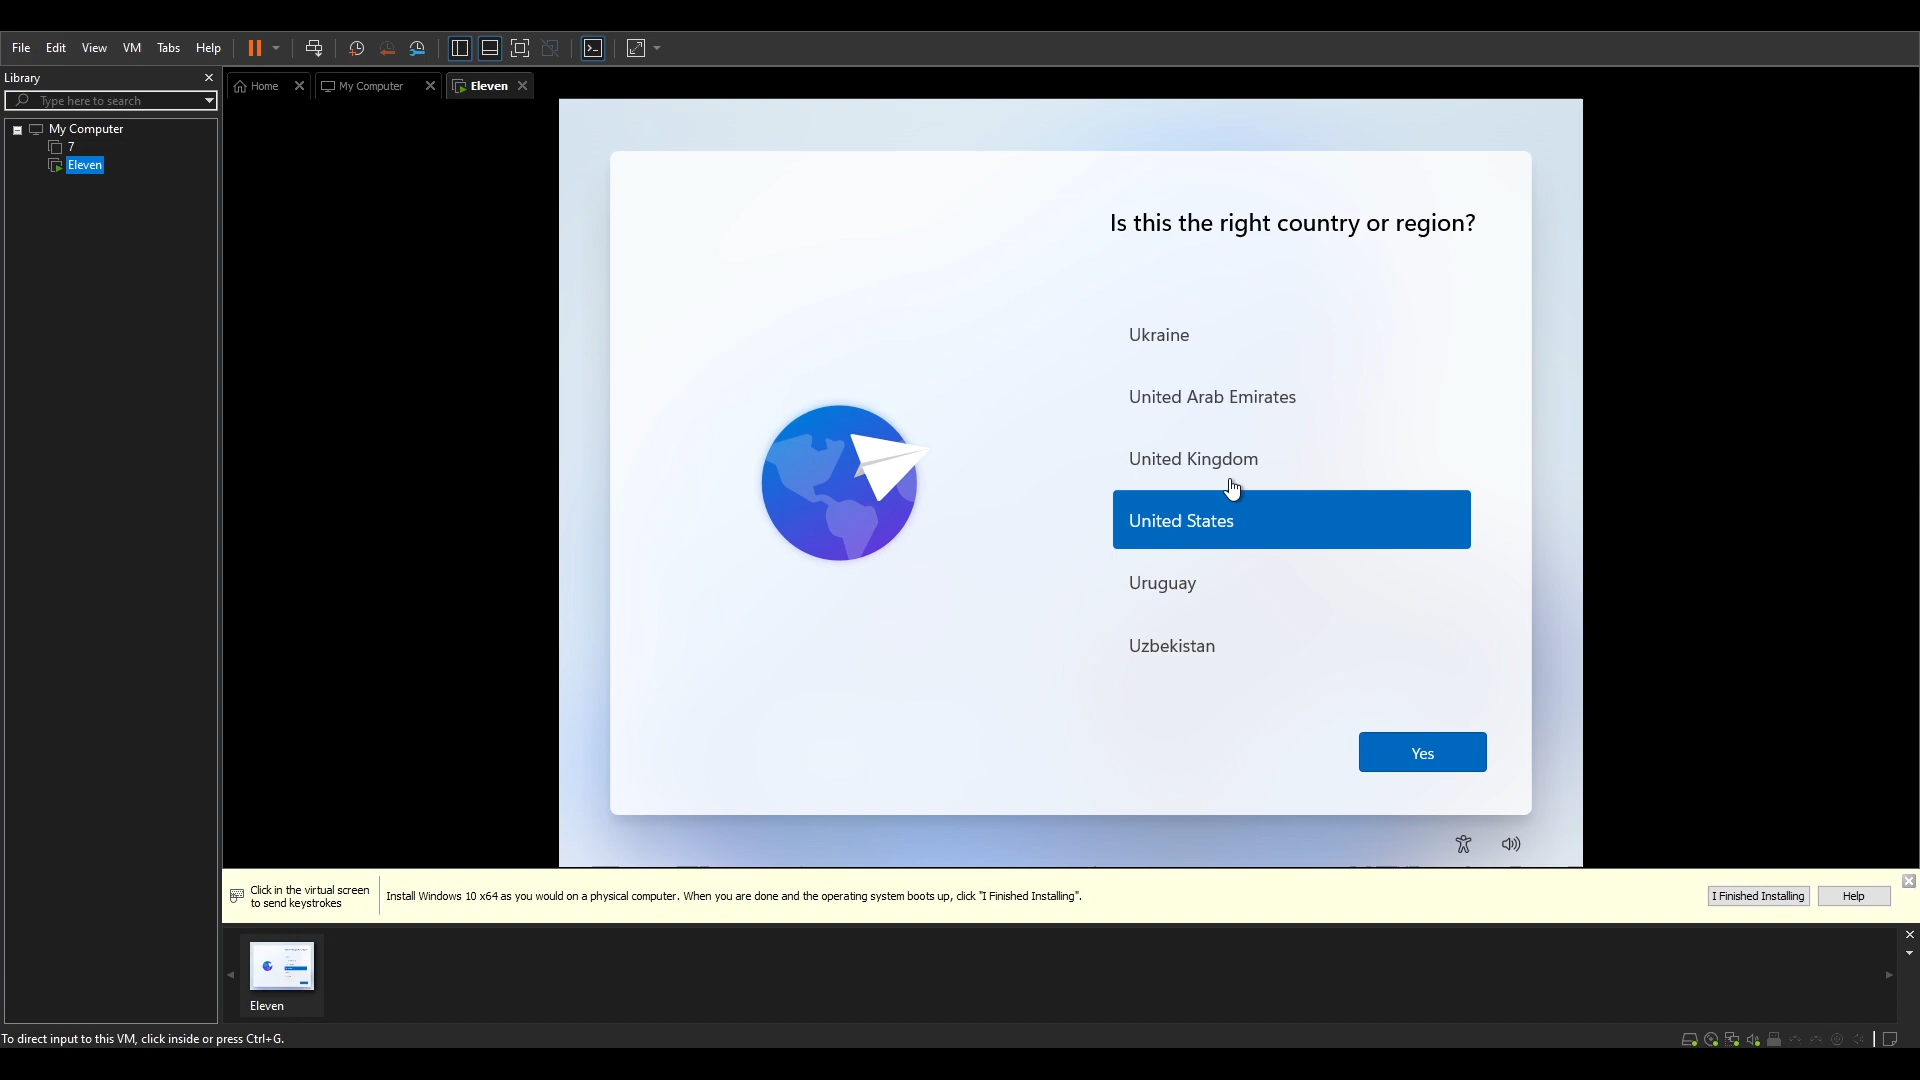 File Edit View VM Tabs Help
Library
Type here to search
Home My Computer Eleven
My Computer
7
Eleven
Is this the right country or region?
Ukraine
United Arab Emirates
United Kingdom
United States
Uruguay
Uzbekistan
Yes
Click in the virtual screen
to send keystrokes
Install Windows 10 x64 as you would on a physical computer. When you are done and the operating system boots up, click "I Finished Installing".
I Finished Installing Help
Eleven
To direct input to this VM, click inside or press Ctrl+G.